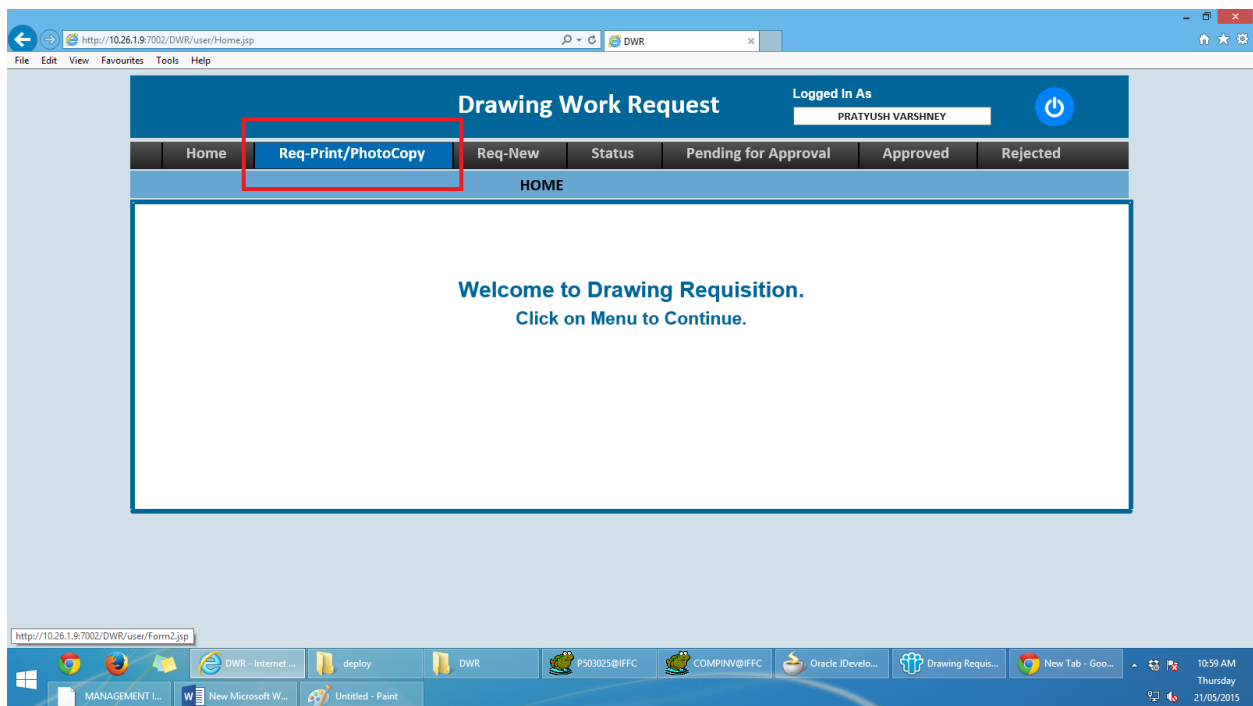 http://10.26.1.9:7002/DWR/user/Home.jsp
DWR
File Edit View Favourites Tools Help
Drawing Work Request
Logged In As
PRATYUSH VARSHNEY
Home Req-Print/PhotoCopy Req-New Status Pending for Approval Approved Rejected
HOME
Welcome to Drawing Requisition.
Click on Menu to Continue.
http://10.26.1.9:7002/DWR/user/Form2.jsp
DWR - Internet ... deploy DWR P503025@IFFC COMPINV@IFFC Oracle JDevelo... Drawing Requis... New Tab - Goo... 10:59 AM
Thursday
MANAGEMENT I... New Microsoft W... Untitled - Paint 21/05/2015